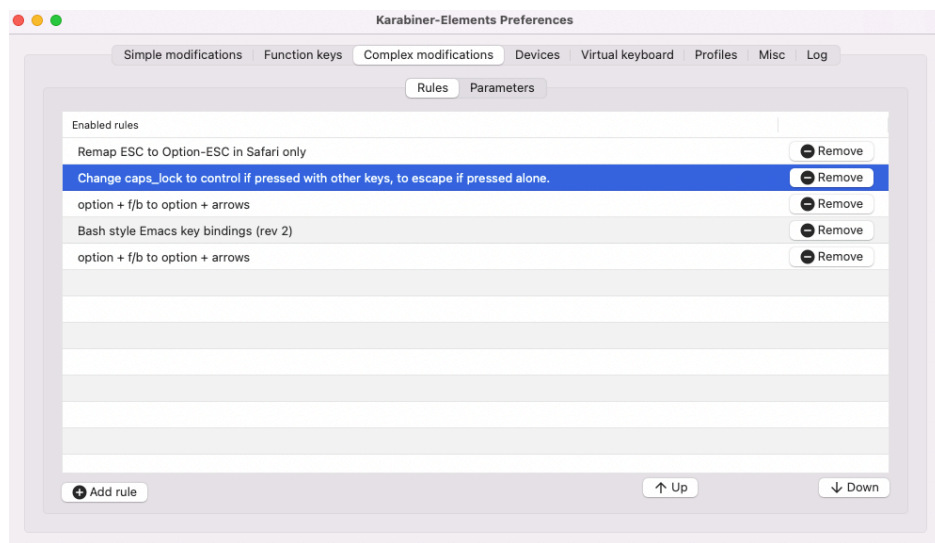 Karabiner-Elements Preferences
Simple modifications Function keys Complex modifications Devices Virtual keyboard Profiles Misc Log
Rules Parameters
Enabled rules
Remap ESC to Option-ESC in Safari only Remove
Change caps_lock to control if pressed with other keys, to escape if pressed alone. Remove
option + f/b to option + arrows Remove
Bash style Emacs key bindings (rev 2) Remove
option + f/b to option + arrows Remove
Add rule Up Down